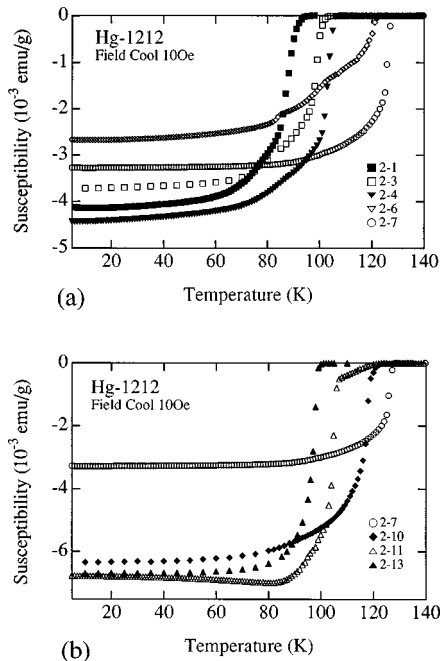 0
-1
-2
-3
-4
-5
Susceptibility (10-3 emu/g)
Hg-1212
Field Cool 10Oe
2-1
2-3
2-4
2-6
2-7
20 40 60 80 100 120 140
Temperature (K)
(a)
0
-2
-4
-6
Susceptibility (10-3 emu/g)
Hg-1212
Field Cool 10Oe
2-7
2-10
2-11
2-13
20 40 60 80 100 120 140
Temperature (K)
(b)